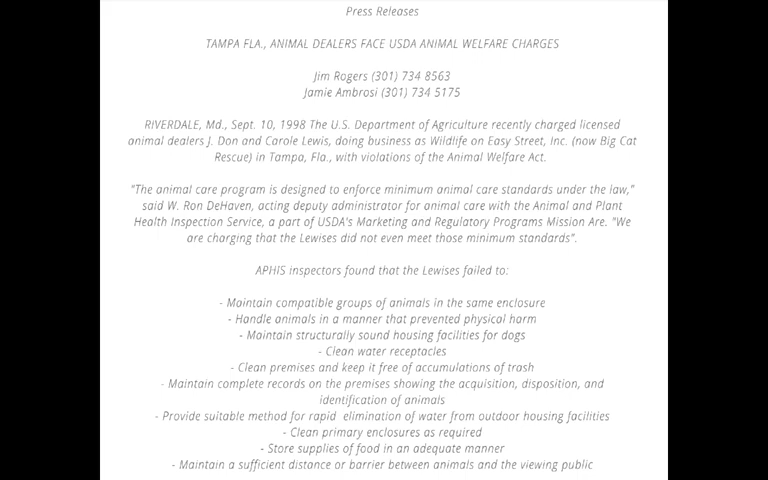 Press Releases
TAMPA FLA., ANIMAL DEALERS FACE USDA ANIMAL WELFARE CHARGES
Jim Rogers (301) 734 8563
Jamie Ambrosi (301) 734 5175
RIVERDALE, Md., Sept. 10, 1998 The U.S. Department of Agriculture recently charged licensed
animal dealers J. Don and Carole Lewis, doing business as Wildlife on Easy Street, Inc. (now Big Cat
Rescue) in Tampa, Fla., with violations of the Animal Welfare Act.
"The animal care program is designed to enforce minimum animal care standards under the law,"
said W. Ron DeHaven, acting deputy administrator for animal care with the Animal and Plant
Health Inspection Service, a part of USDA's Marketing and Regulatory Programs Mission Are. "We
are charging that the Lewises did not even meet those minimum standards".
APHIS inspectors found that the Lewises failed to:
- Maintain compatible groups of animals in the same enclosure
- Handle animals in a manner that prevented physical harm
- Maintain structurally sound housing facilities for dogs
- Clean water receptacles
- Clean premises and keep it free of accumulations of trash
- Maintain complete records on the premises showing the acquisition, disposition, and
identification of animals
- Provide suitable method for rapid elimination of water from outdoor housing facilities
- Clean primary enclosures as required
- Store supplies of food in an adequate manner
- Maintain a sufficient distance or barrier between animals and the viewing public